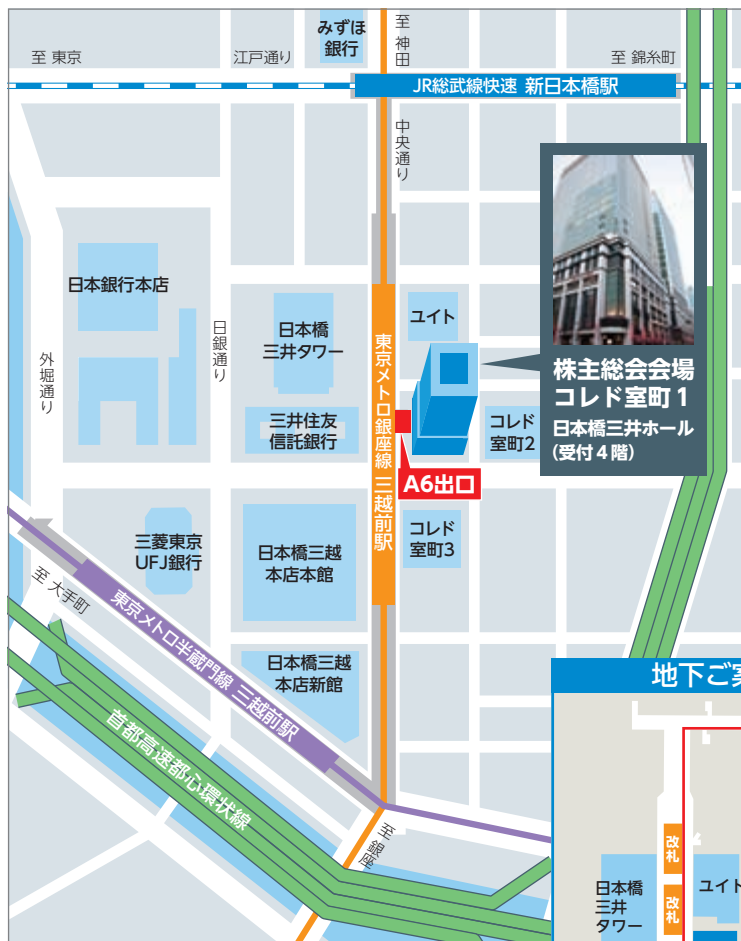 みずほ
銀行
至 神田
至 東京
江戸通り
至 錦糸町
JR総武線快速 新日本橋駅
中央通り
日本銀行本店
日銀通り
外堀通り
日本橋
三井タワー
ユイト
東京メトロ銀座線 三越前駅
三井住友
信託銀行
コレド
室町2
株主総会会場
コレド室町1
日本橋三井ホール
(受付4階)
A6出口
三菱東京
UFJ銀行
日本橋三越
本店本館
コレド
室町3
至 大手町
東京メトロ半蔵門線 三越前駅
日本橋三越
本店新館
首都高速都心環状線
至 銀座
地下ご案
改札
改札
日本橋
三井
タワー
ユイト